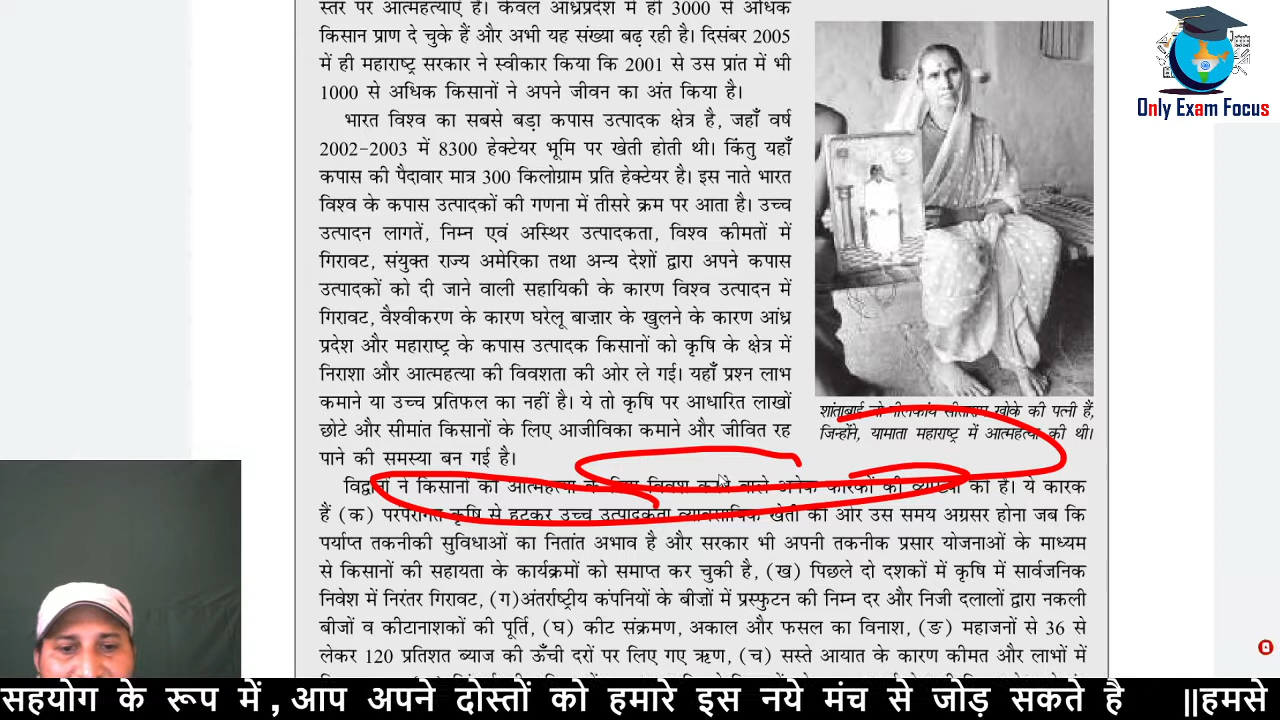 स्तर पर आत्महत्याएँ हैं। केवल आंध्रप्रदेश में ही 3000 से अधिक
किसान प्राण दे चुके हैं और अभी यह संख्या बढ़ रही है। दिसंबर 2005
में ही महाराष्ट्र सरकार ने स्वीकार किया कि 2001 से उस प्रांत में भी
1000 से अधिक किसानों ने अपने जीवन का अंत किया है।
भारत विश्व का सबसे बड़ा कपास उत्पादक क्षेत्र है, जहाँ वर्ष
2002-2003 में 8300 हेक्टेयर भूमि पर खेती होती थी। किंतु यहाँ
कपास की पैदावार मात्र 300 किलोग्राम प्रति हेक्टेयर है। इस नाते भारत
विश्व के कपास उत्पादकों की गणना में तीसरे क्रम पर आता है। उच्च
उत्पादन लागतें, निम्न एवं अस्थिर उत्पादकता, विश्व कीमतों में
गिरावट, संयुक्त राज्य अमेरिका तथा अन्य देशों द्वारा अपने कपास
उत्पादकों को दी जाने वाली सहायिकी के कारण विश्व उत्पादन में
गिरावट, वैश्वीकरण के कारण घरेलू बाज़ार के खुलने के कारण आंध्र
प्रदेश और महाराष्ट्र के कपास उत्पादक किसानों को कृषि के क्षेत्र में
निराशा और आत्महत्या की विवशता की ओर ले गई। यहाँ प्रश्न लाभ
कमाने या उच्च प्रतिफल का नहीं है। ये तो कृषि पर आधारित लाखों
छोटे और सीमांत किसानों के लिए आजीविका कमाने और जीवित रह
पाने की समस्या बन गई है।
शांताबाई जो नीलकांय सीताराम खोके की पत्नी हैं,
जिन्होंने, यामाता महाराष्ट्र में आत्महत्या की थी।
विद्वानों ने किसानों की आत्महत्या के लिए विवश करने वाले अनेक कारकों की व्याख्या की है। ये कारक
हैं (क) परंपरागत कृषि से हटकर उच्च उत्पादकता व्यावसायिक खेती की ओर उस समय अग्रसर होना जब कि
पर्याप्त तकनीकी सुविधाओं का नितांत अभाव है और सरकार भी अपनी तकनीक प्रसार योजनाओं के माध्यम
से किसानों की सहायता के कार्यक्रमों को समाप्त कर चुकी है, (ख) पिछले दो दशकों में कृषि में सार्वजनिक
निवेश में निरंतर गिरावट, (ग)अंतर्राष्ट्रीय कंपनियों के बीज़ों में प्रस्फुटन की निम्न दर और निजी दलालों द्वारा नकली
बीजों व कीटानाशकों की पूर्ति, (घ) कीट संक्रमण, अकाल और फसल का विनाश, (ङ) महाजनों से 36 से
लेकर 120 प्रतिशत ब्याज की ऊँची दरों पर लिए गए ऋण, (च) सस्ते आयात के कारण कीमत और लाभों में
Only Exam Focus
सहयोग के रूप में,आप अपने दोस्तों को हमारे इस नये मंच से जोड़ सकते है ॥हमसे